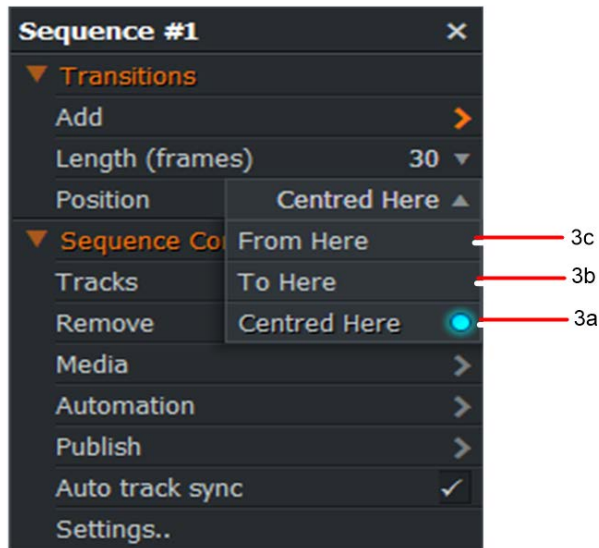 Sequence #1 ×
Transitions
Add
Length (frames) 30
Position Centred Here
Sequence Co From Here 3c
Tracks To Here 3b
Remove Centred Here 3a
Media
Automation
Publish
Auto track sync ✓
Settings..